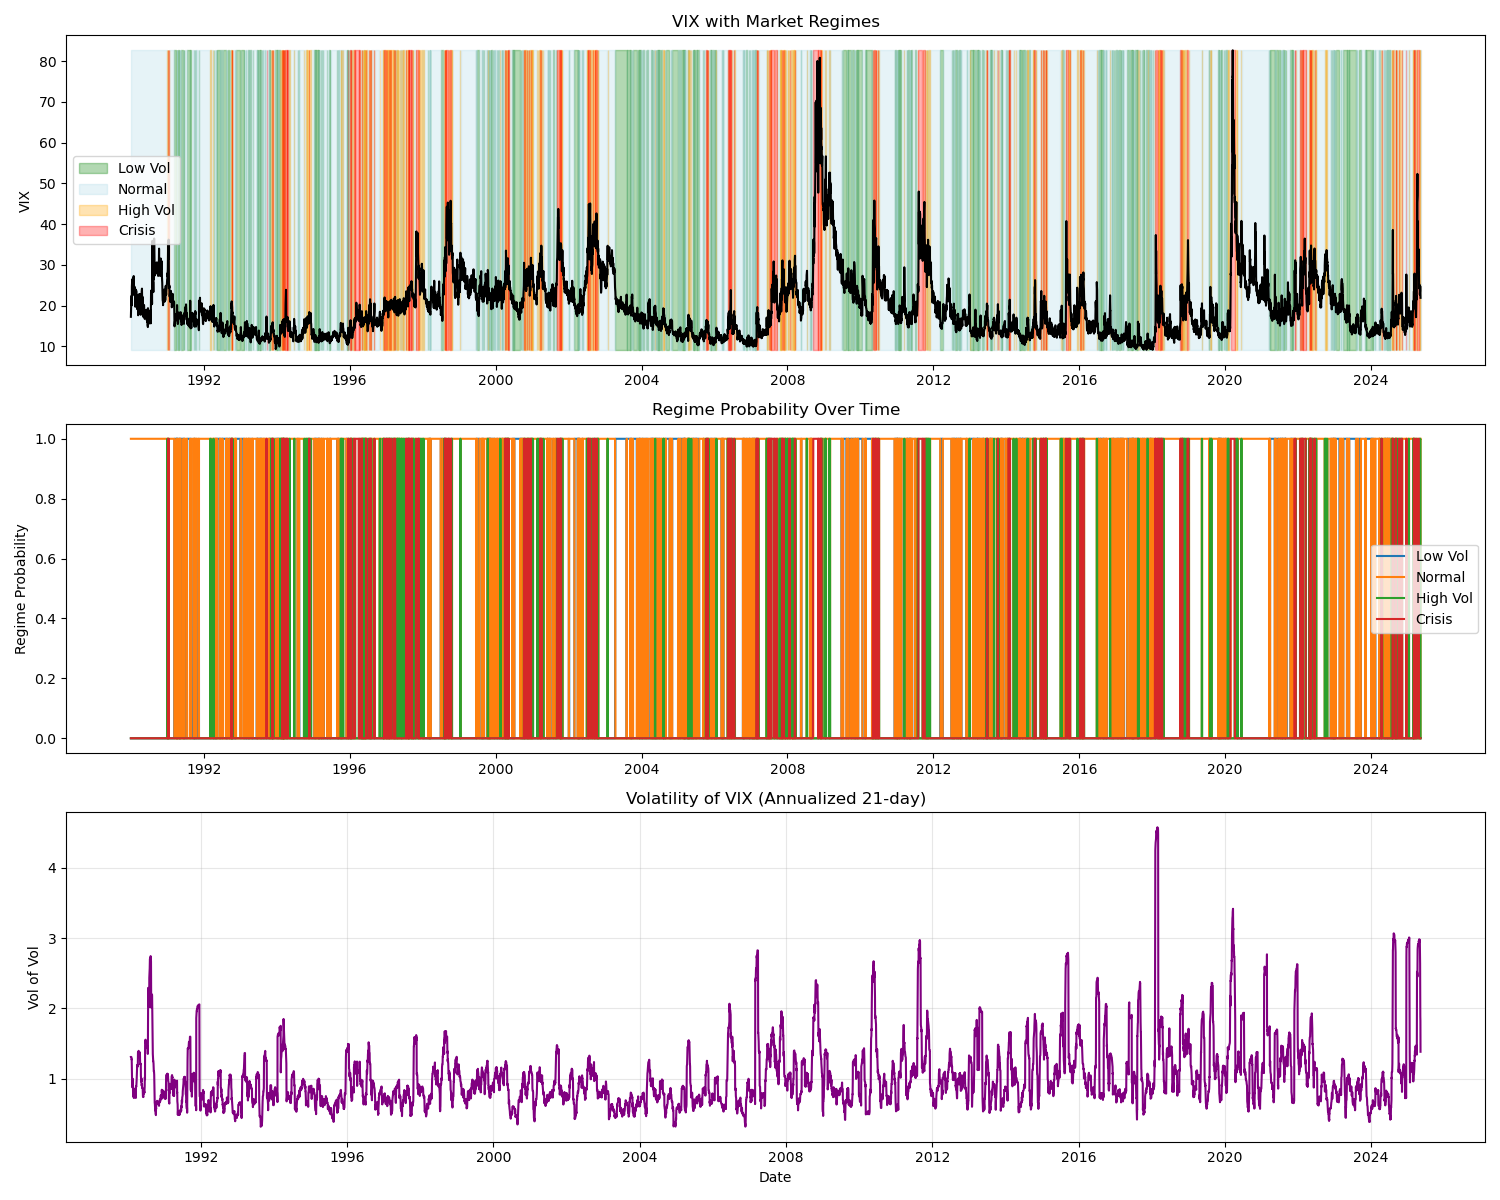 VIX with Market Regimes
80
70
60
50
40
30
20
10
VIX
Low Vol
Normal
High Vol
Crisis
1992 1996 2000 2004 2008 2012 2016 2020 2024
Regime Probability Over Time
1.0
0.8
0.6
0.4
0.2
0.0
Regime Probability
Low Vol
Normal
High Vol
Crisis
1992 1996 2000 2004 2008 2012 2016 2020 2024
Volatility of VIX (Annualized 21-day)
4
3
2
1
Vol of Vol
1992 1996 2000 2004 2008 2012 2016 2020 2024
Date